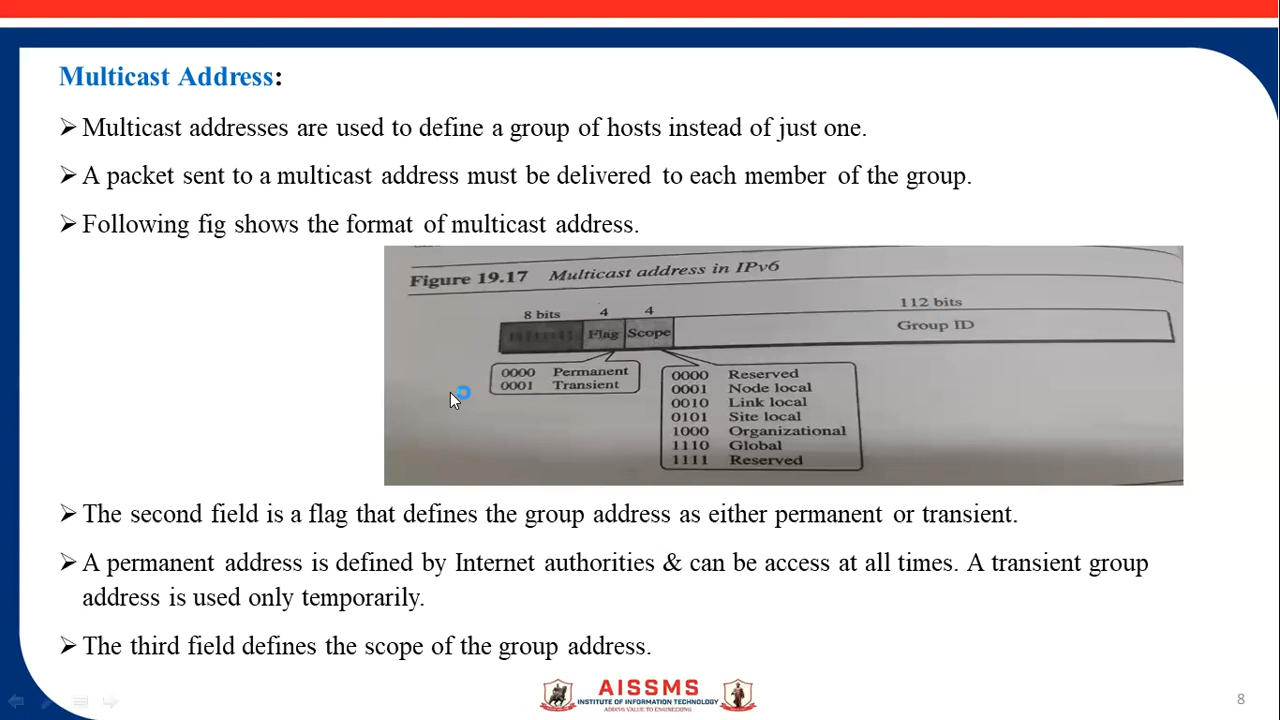 Multicast Address:
➢ Multicast addresses are used to define a group of hosts instead of just one.
➢ A packet sent to a multicast address must be delivered to each member of the group.
➢ Following fig shows the format of multicast address.
Figure 19.17 Multicast address in IPv6
8 bits 4 4 112 bits
Flag Scope Group ID
0000 Permanent
0001 Transient
0000 Reserved
0001 Node local
0010 Link local
0101 Site local
1000 Organizational
1110 Global
1111 Reserved
➢ The second field is a flag that defines the group address as either permanent or transient.
➢ A permanent address is defined by Internet authorities & can be access at all times. A transient group
address is used only temporarily.
➢ The third field defines the scope of the group address.
AISSMS
INSTITUTE OF INFORMATION TECHNOLOGY
ADDING VALUE TO ENGINEERING
8